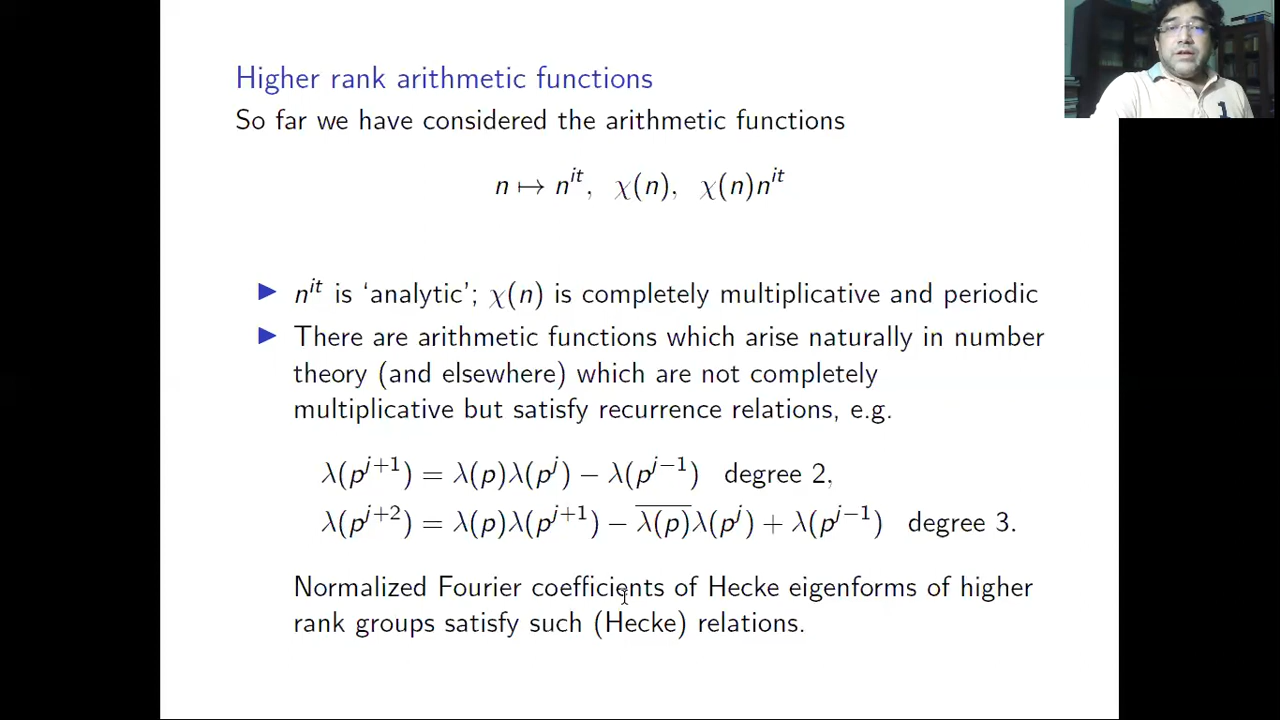 Higher rank arithmetic functions
So far we have considered the arithmetic functions
n ↦ n^{it}, χ(n), χ(n)n^{it}
▶ n^{it} is ‘analytic’; χ(n) is completely multiplicative and periodic
▶ There are arithmetic functions which arise naturally in number
theory (and elsewhere) which are not completely
multiplicative but satisfy recurrence relations, e.g.
λ(p^{j+1}) = λ(p)λ(p^j) − λ(p^{j−1}) degree 2,
λ(p^{j+2}) = λ(p)λ(p^{j+1}) − \overline{λ(p)}λ(p^j) + λ(p^{j−1}) degree 3.
Normalized Fourier coefficients of Hecke eigenforms of higher
rank groups satisfy such (Hecke) relations.